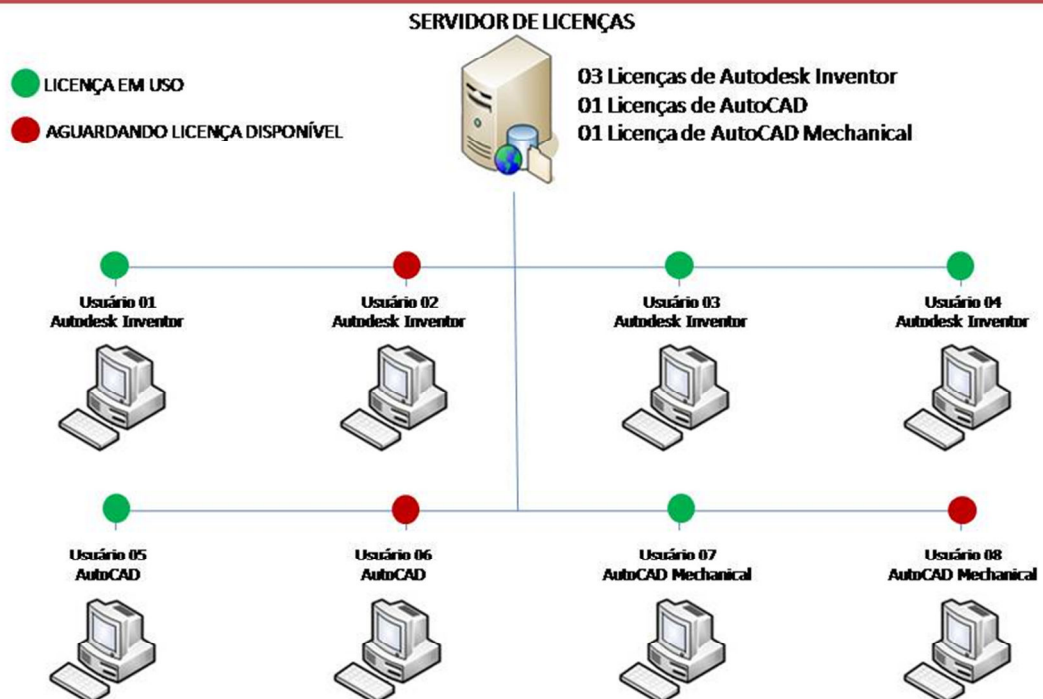 SERVIDOR DE LICENÇAS
LICENÇA EM USO
AGUARDANDO LICENÇA DISPONÍVEL
03 Licenças de Autodesk Inventor
01 Licenças de AutoCAD
01 Licença de AutoCAD Mechanical
Usuário 01
Autodesk Inventor
Usuário 02
Autodesk Inventor
Usuário 03
Autodesk Inventor
Usuário 04
Autodesk Inventor
Usuário 05
AutoCAD
Usuário 06
AutoCAD
Usuário 07
AutoCAD Mechanical
Usuário 08
AutoCAD Mechanical